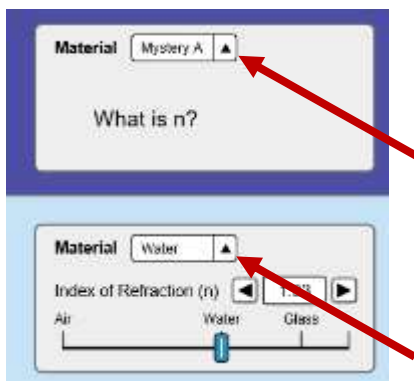 Material Mystery A
What is n?
Material Water
Index of Refraction (n)
Air Water Glass